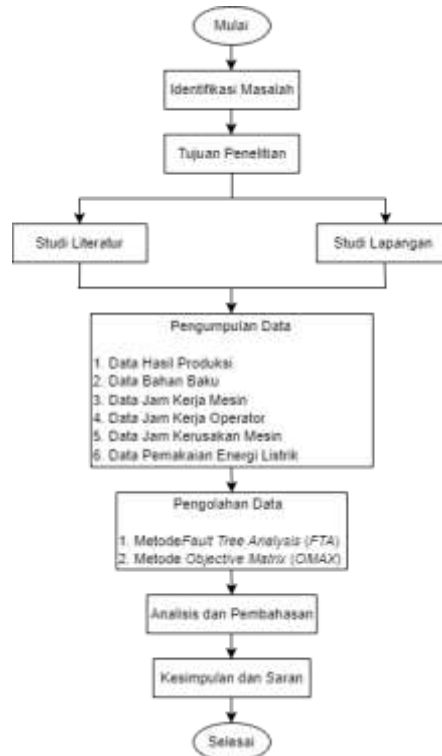 Mulai
Identifikasi Masalah
Tujuan Penelitian
Studi Literatur
Studi Lapangan
Pengumpulan Data
1. Data Hasil Produksi
2. Data Bahan Baku
3. Data Jam Kerja Mesin
4. Data Jam Kerja Operator
5. Data Jam Kerusakan Mesin
6. Data Pemakaian Energi Listrik
Pengolahan Data
1. MetodeFault Tree Analysis (FTA)
2. Metode Objective Matrix (OMAX)
Analisis dan Pembahasan
Kesimpulan dan Saran
Selesai